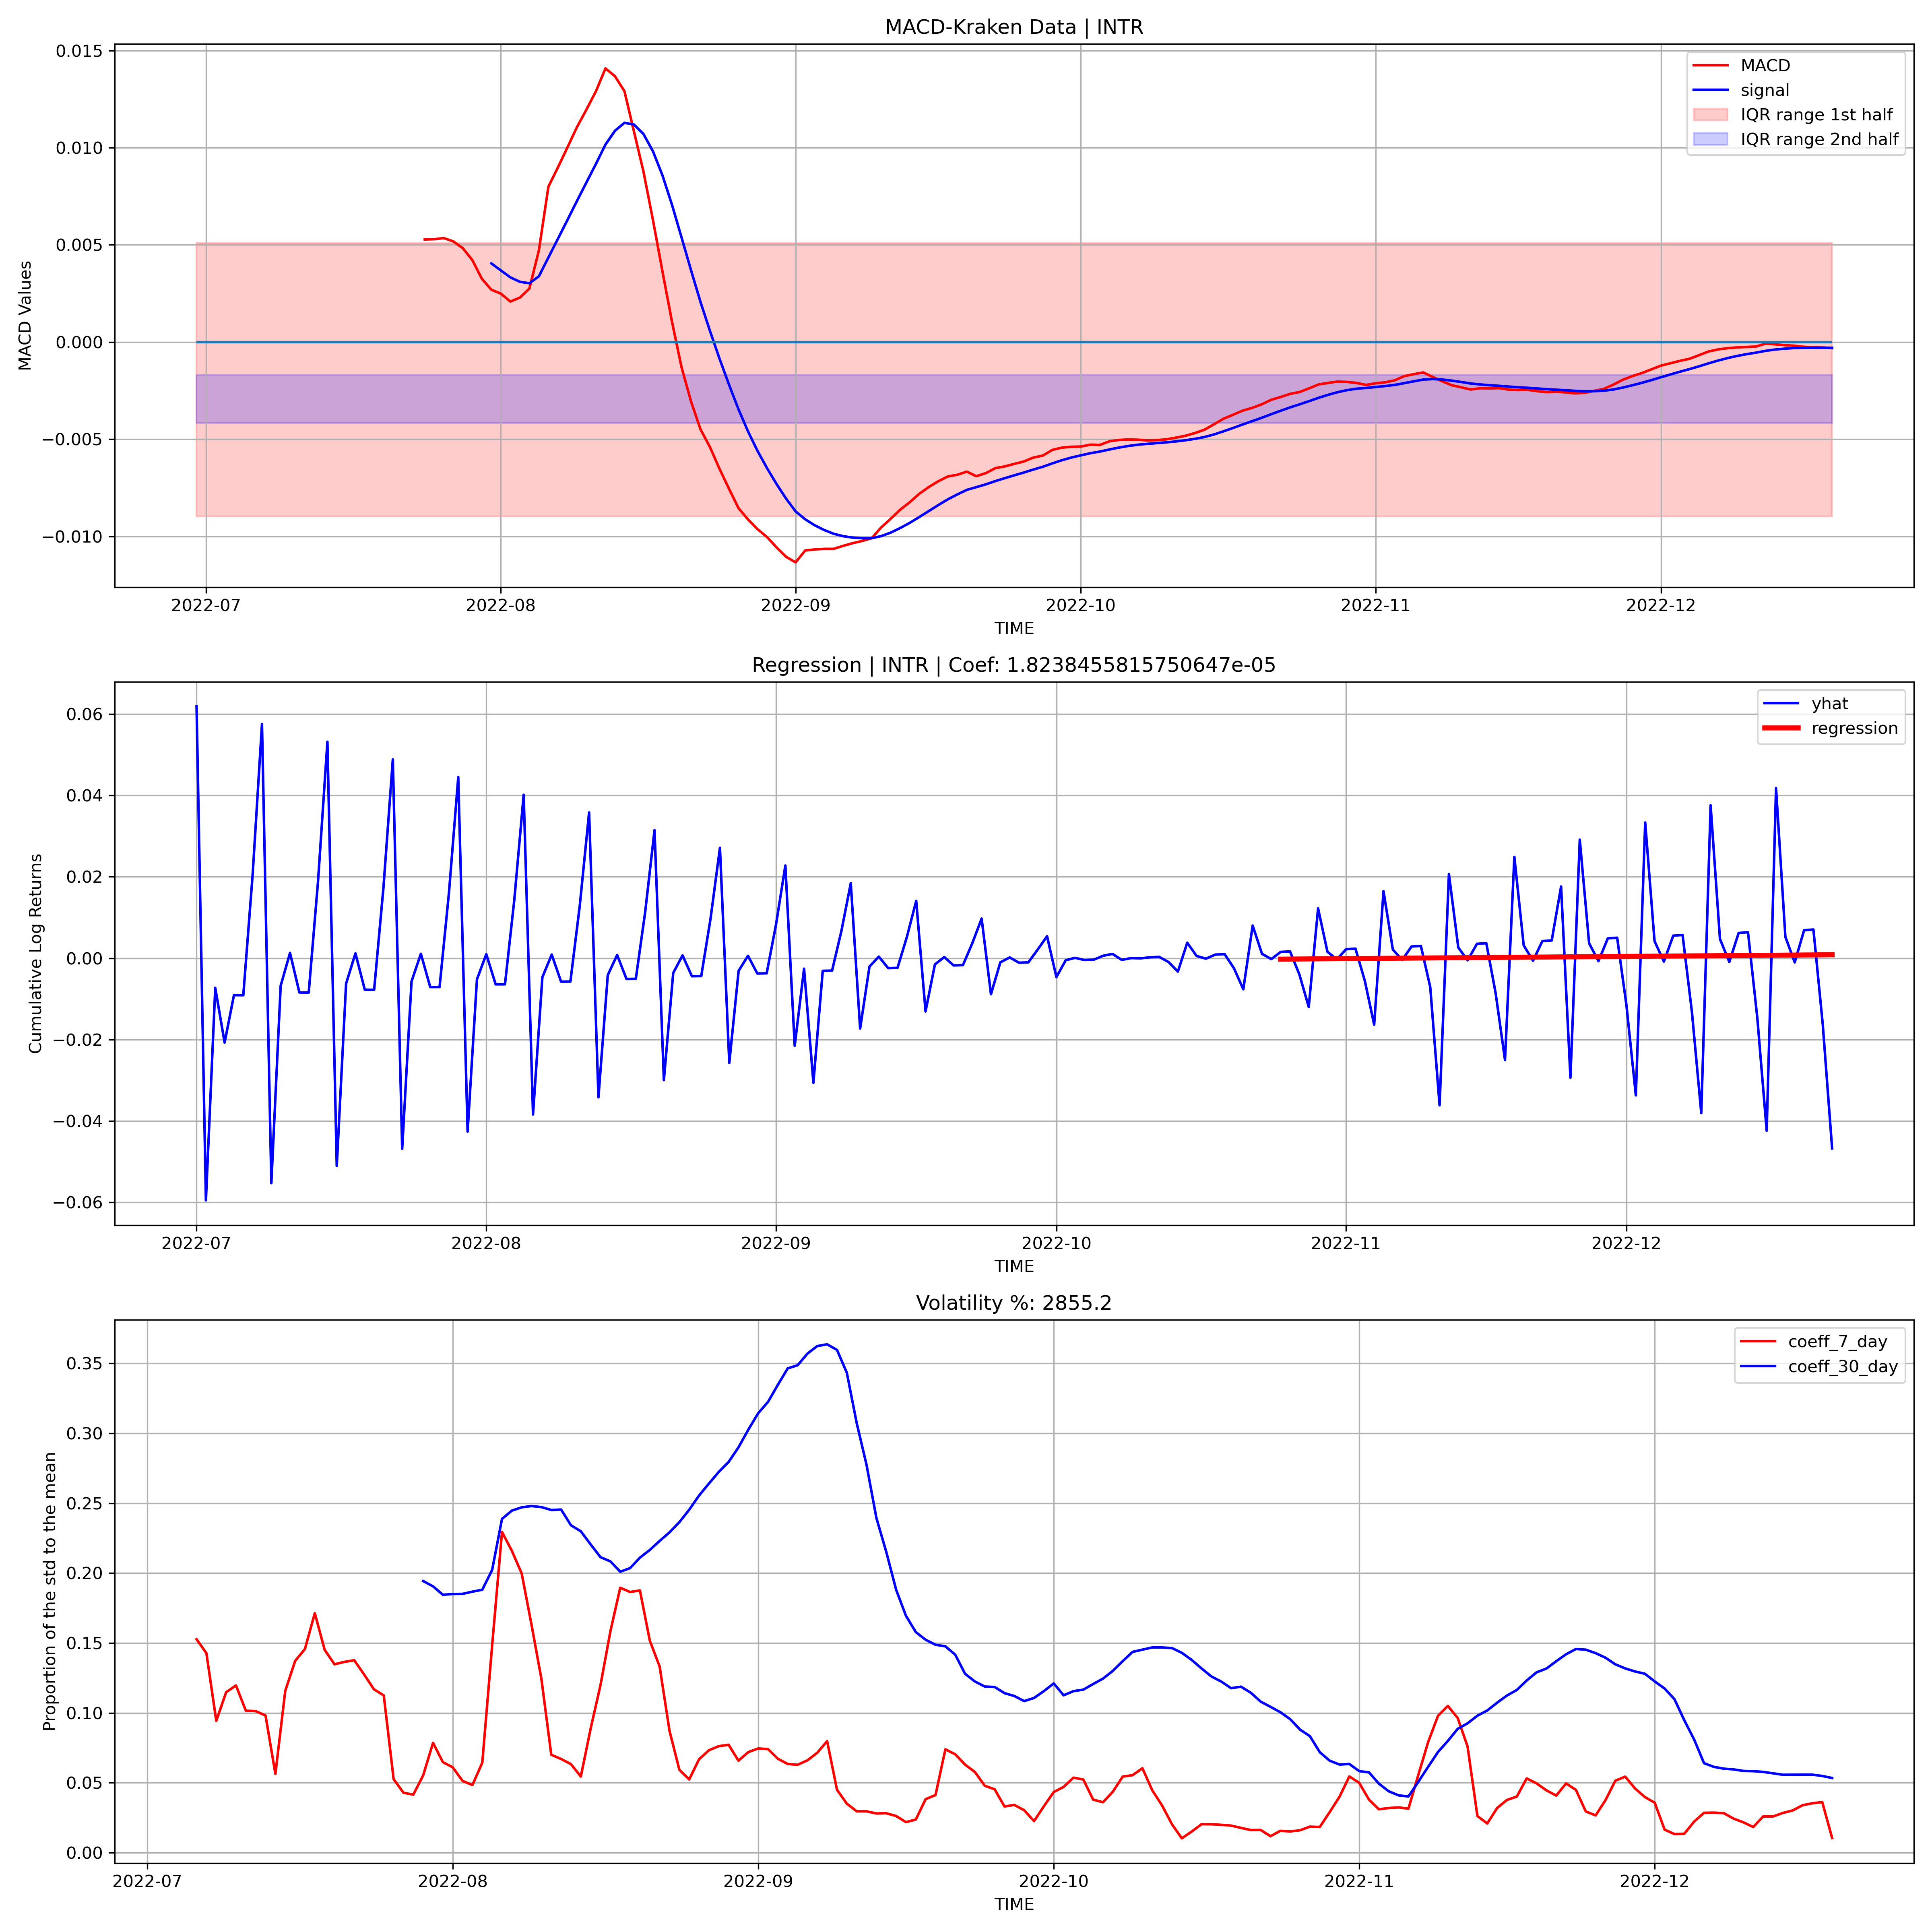 MACD-Kraken Data | INTR
MACD Values
0.015
0.010
0.005
0.000
−0.005
−0.010
MACD
signal
IQR range 1st half
IQR range 2nd half
2022-07 2022-08 2022-09 2022-10 2022-11 2022-12
TIME
Regression | INTR | Coef: 1.8238455815750647e-05
Cumulative Log Returns
0.06
0.04
0.02
0.00
−0.02
−0.04
−0.06
yhat
regression
2022-07 2022-08 2022-09 2022-10 2022-11 2022-12
TIME
Volatility %: 2855.2
Proportion of the std to the mean
0.35
0.30
0.25
0.20
0.15
0.10
0.05
0.00
coeff_7_day
coeff_30_day
2022-07 2022-08 2022-09 2022-10 2022-11 2022-12
TIME